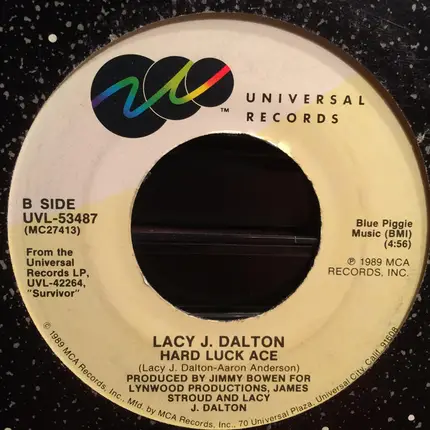 ™
UNIVERSAL
RECORDS
B SIDE
UVL-53487
(MC27413)
From the
Universal
Records LP,
UVL-42264,
"Survivor"
Blue Piggie
Music (BMI)
(4:56)
℗ 1989 MCA
RECORDS, INC.
LACY J. DALTON
HARD LUCK ACE
(Lacy J. Dalton-Aaron Anderson)
PRODUCED BY JIMMY BOWEN FOR
LYNWOOD PRODUCTIONS, JAMES
STROUD AND LACY
J. DALTON
© 1989 MCA Records, Inc., Mfd. by MCA Records, Inc., 70 Universal Plaza, Universal City, Calif. 91608